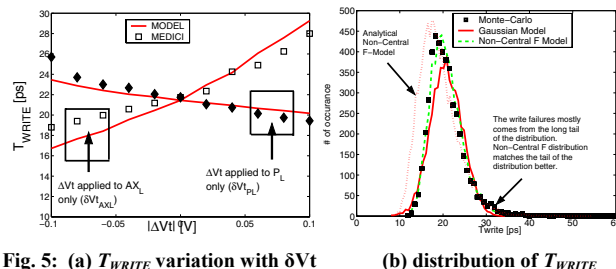 (a)
MODEL
MEDICI
T_WRITE [ps]
30
28
26
24
22
20
18
16
14
12
10
ΔVt applied to AX_L
only (δVt_AXL)
ΔVt applied to P_L
only (δVt_PL)
−0.1
−0.05
0
0.05
0.1
|ΔVt| [V]
(b)
Monte−Carlo
Gaussian Model
Non−Central F Model
Analytical
Non−Central
F−Model
The write failures mostly
comes from the long tail
of the distribution.
Non−Central F distribution
matches the tail of the
distribution better.
# of occurance
450
400
350
300
250
200
150
100
50
0
0
10
20
30
40
50
60
Twrite [ps]
Fig. 5: (a) T_WRITE variation with δVt
(b) distribution of T_WRITE